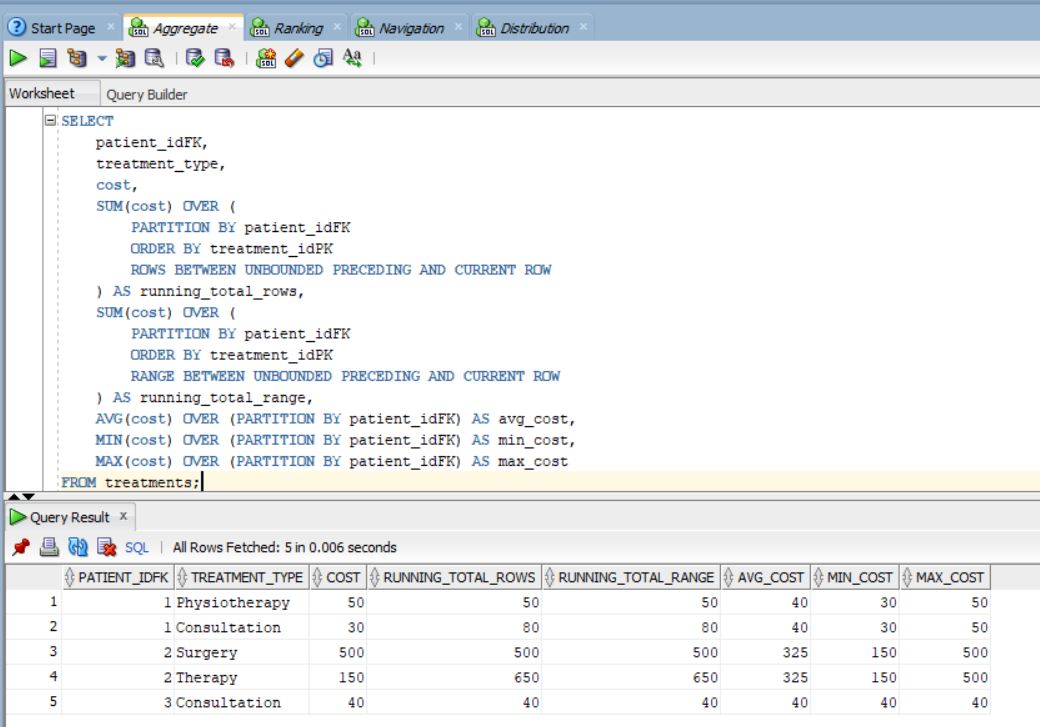 Start Page × Aggregate × Ranking × Navigation × Distribution ×
Worksheet Query Builder
SELECT
patient_idFK,
treatment_type,
cost,
SUM(cost) OVER (
PARTITION BY patient_idFK
ORDER BY treatment_idPK
ROWS BETWEEN UNBOUNDED PRECEDING AND CURRENT ROW
) AS running_total_rows,
SUM(cost) OVER (
PARTITION BY patient_idFK
ORDER BY treatment_idPK
RANGE BETWEEN UNBOUNDED PRECEDING AND CURRENT ROW
) AS running_total_range,
AVG(cost) OVER (PARTITION BY patient_idFK) AS avg_cost,
MIN(cost) OVER (PARTITION BY patient_idFK) AS min_cost,
MAX(cost) OVER (PARTITION BY patient_idFK) AS max_cost
FROM treatments;
Query Result ×
SQL | All Rows Fetched: 5 in 0.006 seconds
PATIENT_IDFK TREATMENT_TYPE COST RUNNING_TOTAL_ROWS RUNNING_TOTAL_RANGE AVG_COST MIN_COST MAX_COST
1 1 Physiotherapy 50 50 50 40 30 50
2 1 Consultation 30 80 80 40 30 50
3 2 Surgery 500 500 500 325 150 500
4 2 Therapy 150 650 650 325 150 500
5 3 Consultation 40 40 40 40 40 40